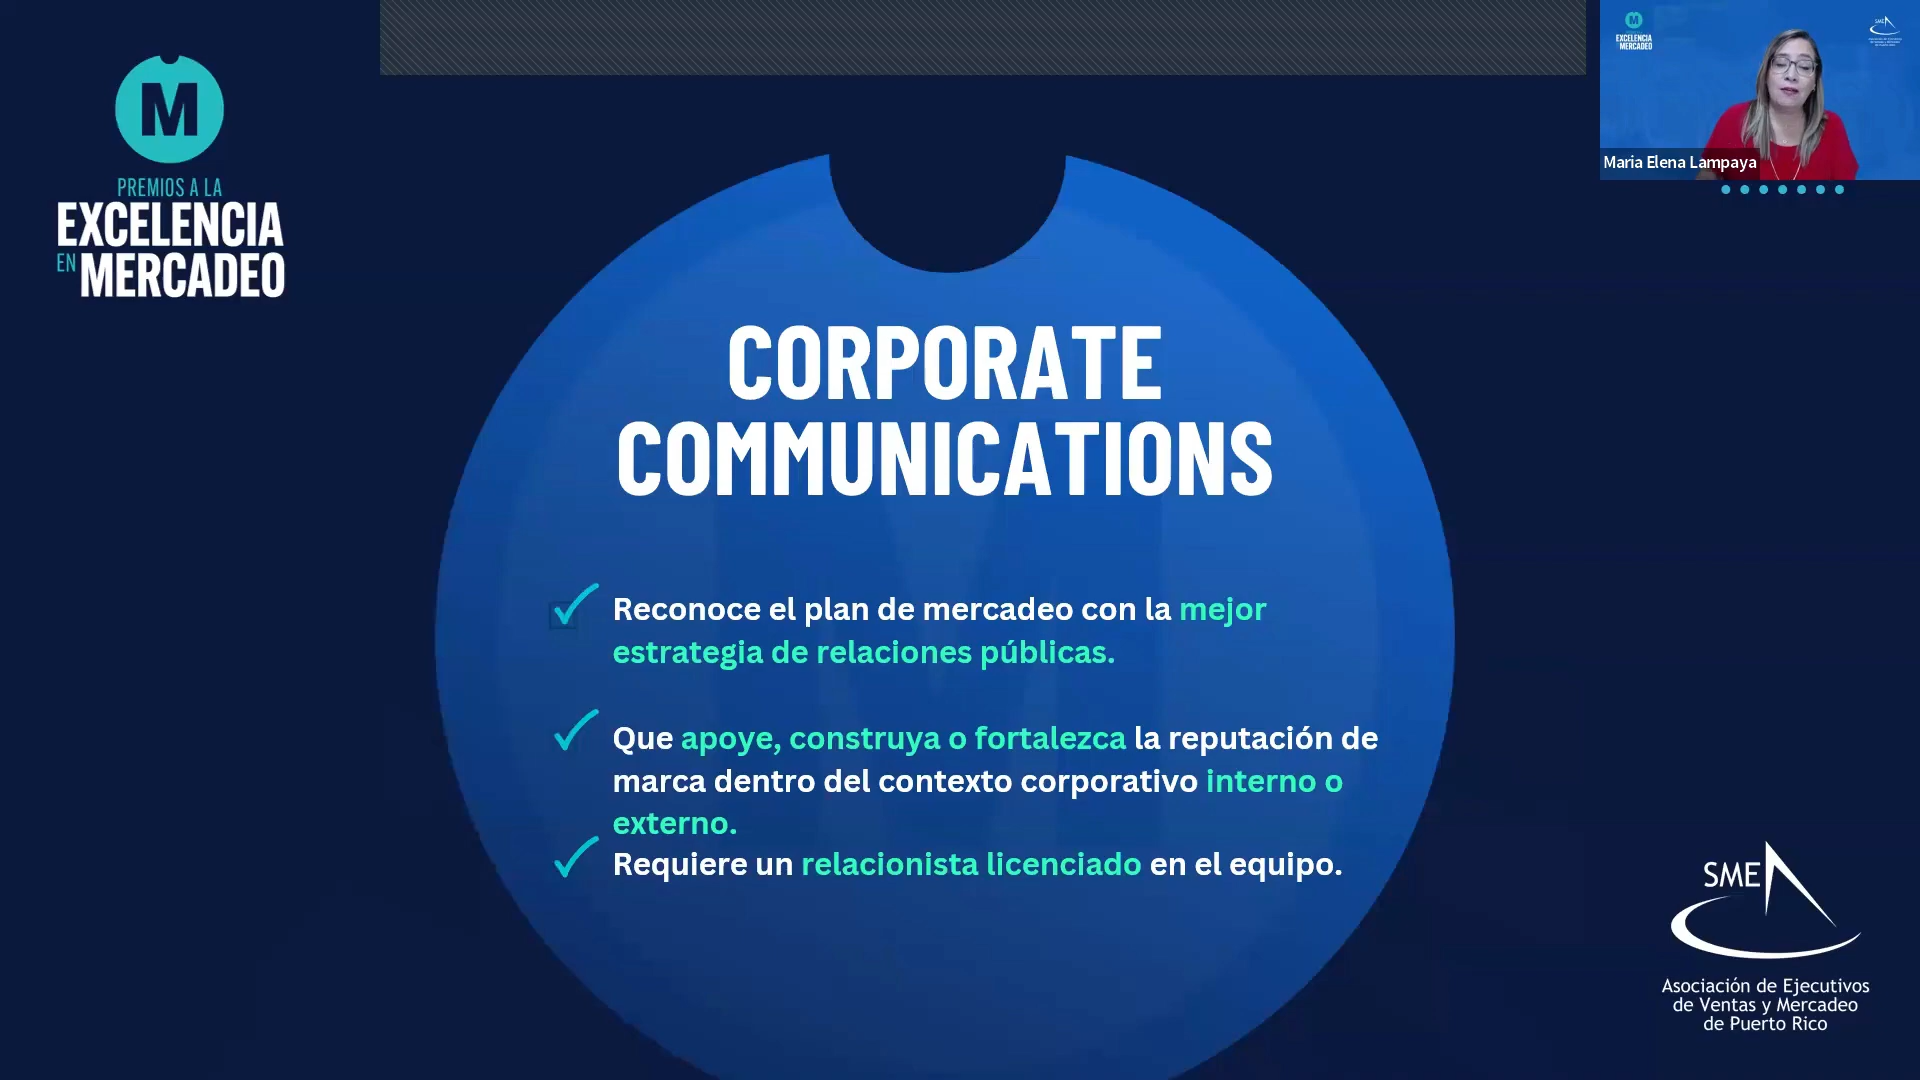 M
PREMIOS A LA
EXCELENCIA
EN MERCADEO
M
EXCELENCIA
EN MERCADEO
SME
Maria Elena Lampaya
CORPORATE
COMMUNICATIONS
Reconoce el plan de mercadeo con la mejor
estrategia de relaciones públicas.
Que apoye, construya o fortalezca la reputación de
marca dentro del contexto corporativo interno o
externo.
Requiere un relacionista licenciado en el equipo.
SME
Asociación de Ejecutivos
de Ventas y Mercadeo
de Puerto Rico